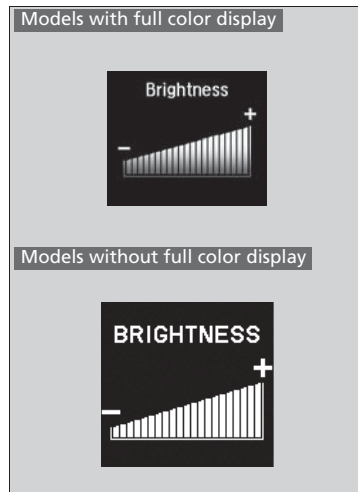 Models with full color display
Brightness
+
−
Models without full color display
BRIGHTNESS
+
−